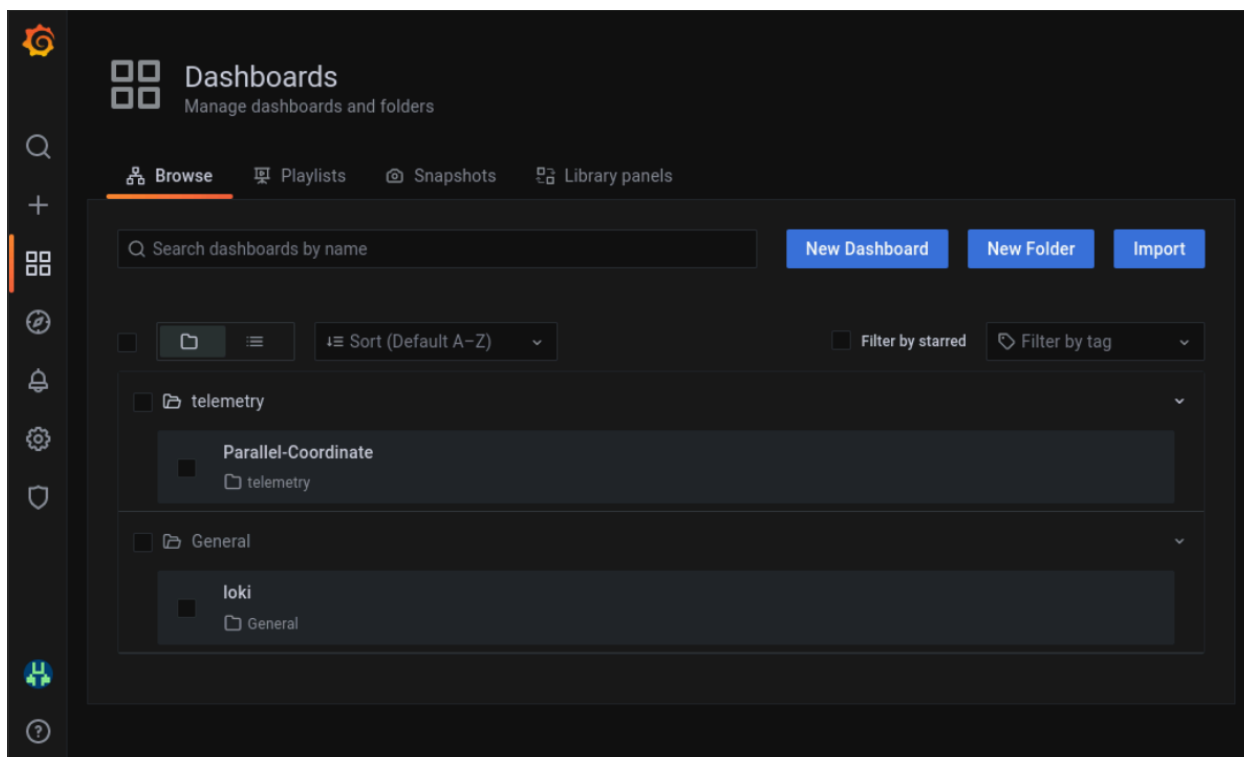 Dashboards
Manage dashboards and folders
Browse
Playlists
Snapshots
Library panels
Search dashboards by name
New Dashboard
New Folder
Import
Sort (Default A–Z)
Filter by starred
Filter by tag
telemetry
Parallel-Coordinate
telemetry
General
loki
General